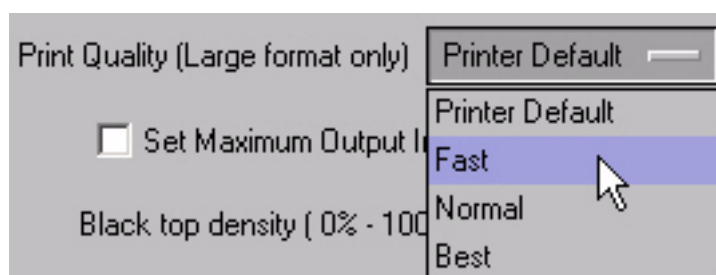 Print Quality (Large format only) Printer Default
Printer Default
Set Maximum Output
Fast
Normal
Black top density ( 0% - 100
Best